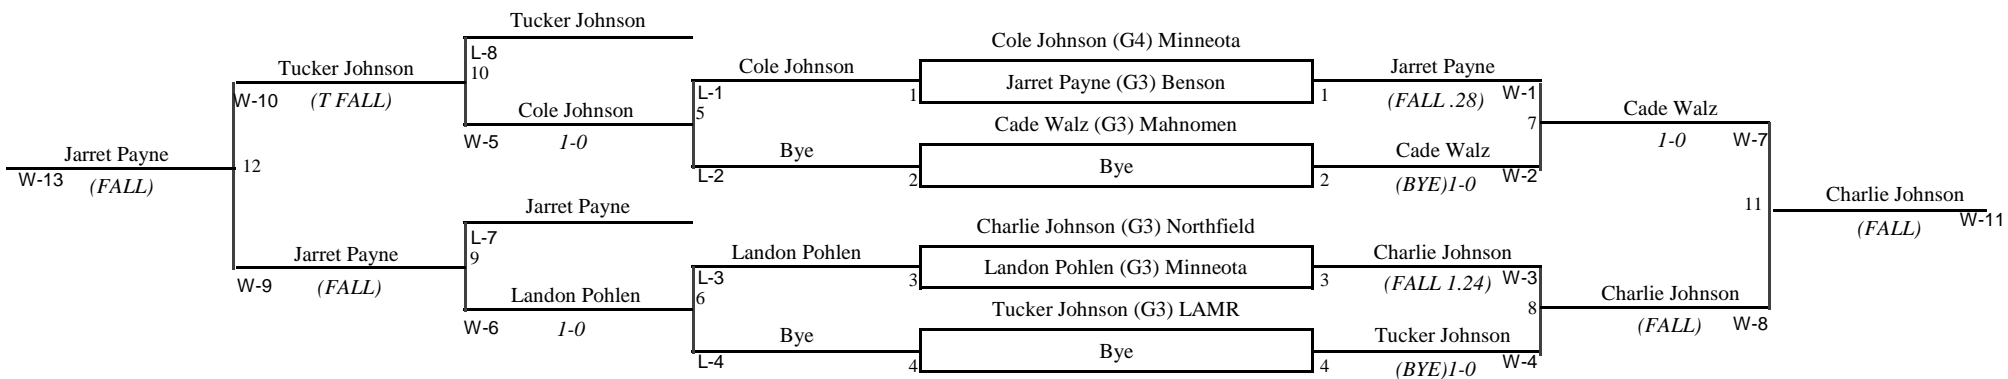 Tucker Johnson
L-8
10
Tucker Johnson
W-10 (T FALL)
Cole Johnson
W-5 1-0
Jarret Payne
W-13 (FALL)
12
Jarret Payne
L-7
9
Jarret Payne
W-9 (FALL)
Landon Pohlen
W-6 1-0
Cole Johnson
L-1
5
Bye
L-2
Landon Pohlen
L-3
6
Bye
L-4
Cole Johnson (G4) Minneota
1 Jarret Payne (G3) Benson 1
Cade Walz (G3) Mahnomen
2 Bye 2
Charlie Johnson (G3) Northfield
3 Landon Pohlen (G3) Minneota 3
Tucker Johnson (G3) LAMR
4 Bye 4
Jarret Payne
(FALL .28) W-1
7
Cade Walz
(BYE)1-0 W-2
Charlie Johnson
(FALL 1.24) W-3
8
Tucker Johnson
(BYE)1-0 W-4
Cade Walz
1-0 W-7
11
Charlie Johnson
(FALL) W-8
Charlie Johnson
(FALL) W-11